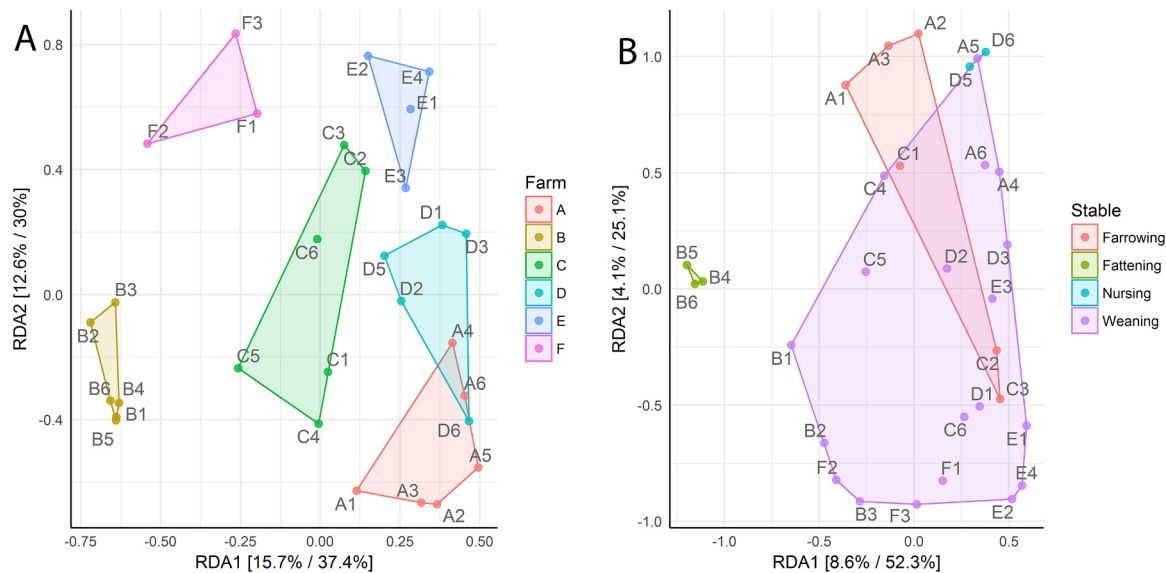 A
F3
F2
F1
E2
E4
E1
E3
C3
C2
C6
C5
C1
C4
D1
D3
D5
D2
D6
A4
A6
A5
A1
A3
A2
B3
B2
B6
B4
B1
B5
0.8
0.4
0.0
-0.4
-0.75
-0.50
-0.25
0.00
0.25
0.50
RDA1 [15.7% / 37.4%]
RDA2 [12.6% / 30%]
Farm
A
B
C
D
E
F
B
A2
A3
A1
A5
D6
D5
C1
C4
A6
A4
C5
D2
D3
E3
B5
B4
B6
B1
C2
C3
D1
C6
E1
B2
F2
F1
E4
B3
F3
E2
1.0
0.5
0.0
-0.5
-1.0
-1.0
-0.5
0.0
0.5
RDA1 [8.6% / 52.3%]
RDA2 [4.1% / 25.1%]
Stable
Farrowing
Fattening
Nursing
Weaning